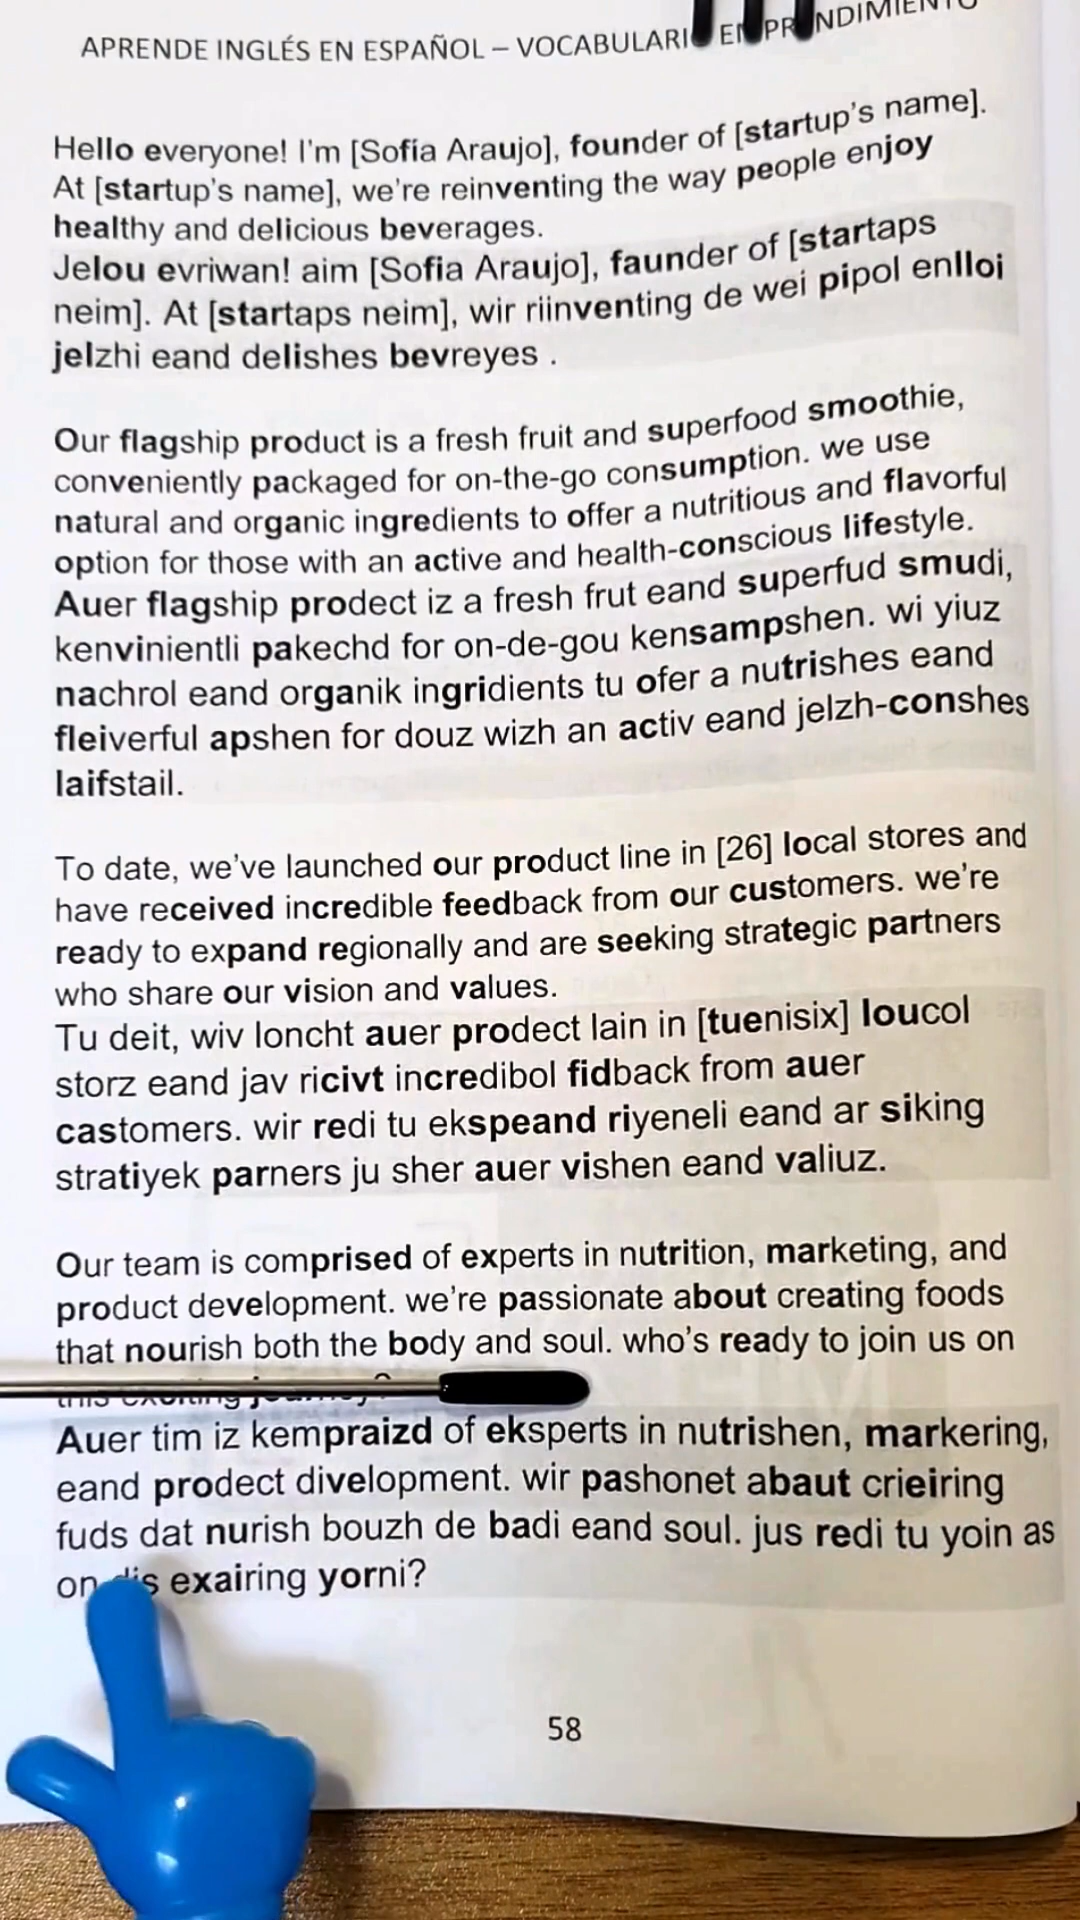 APRENDE INGLÉS EN ESPAÑOL – VOCABULARI
Hello everyone! I'm [Sofía Araujo], founder of [startup's name].
At [startup's name], we're reinventing the way people enjoy
healthy and delicious beverages.
Jelou evriwan! aim [Sofia Araujo], faunder of [startaps
neim]. At [startaps neim], wir riinventing de wei pipol enlloi
jelzhi eand delishes bevreyes .
Our flagship product is a fresh fruit and superfood smoothie,
conveniently packaged for on-the-go consumption. we use
natural and organic ingredients to offer a nutritious and flavorful
option for those with an active and health-conscious lifestyle.
Auer flagship prodect iz a fresh frut eand superfud smudi,
kenvinientli pakechd for on-de-gou kensampshen. wi yiuz
nachrol eand organik ingridients tu ofer a nutrishes eand
fleiverful apshen for douz wizh an activ eand jelzh-conshes
laifstail.
To date, we've launched our product line in [26] local stores and
have received incredible feedback from our customers. we're
ready to expand regionally and are seeking strategic partners
who share our vision and values.
Tu deit, wiv loncht auer prodect lain in [tuenisix] loucol
storz eand jav ricivt incredibol fidback from auer
castomers. wir redi tu ekspeand riyeneli eand ar siking
stratiyek parners ju sher auer vishen eand valiuz.
Our team is comprised of experts in nutrition, marketing, and
product development. we're passionate about creating foods
that nourish both the body and soul. who's ready to join us on
Auer tim iz kempraizd of eksperts in nutrishen, markering,
eand prodect divelopment. wir pashonet abaut crieiring
fuds dat nurish bouzh de badi eand soul. jus redi tu yoin as
on dis exairing yorni?
58